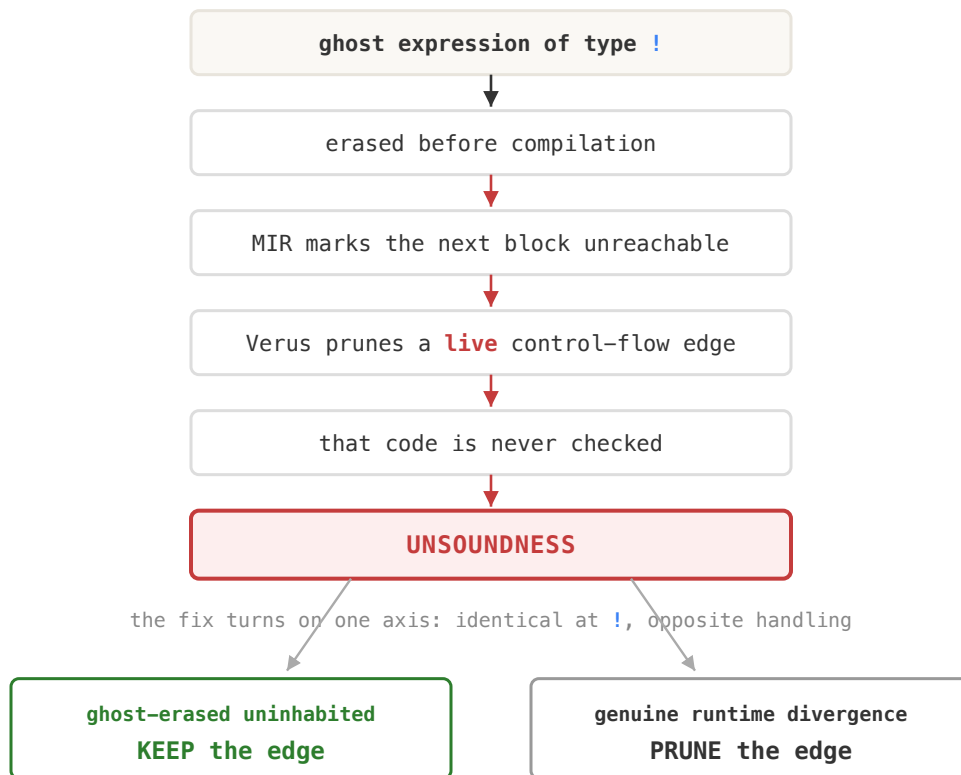 ghost expression of type !
erased before compilation
MIR marks the next block unreachable
Verus prunes a live control-flow edge
that code is never checked
UNSOUNDNESS
the fix turns on one axis: identical at !, opposite handling
ghost-erased uninhabited
KEEP the edge
genuine runtime divergence
PRUNE the edge